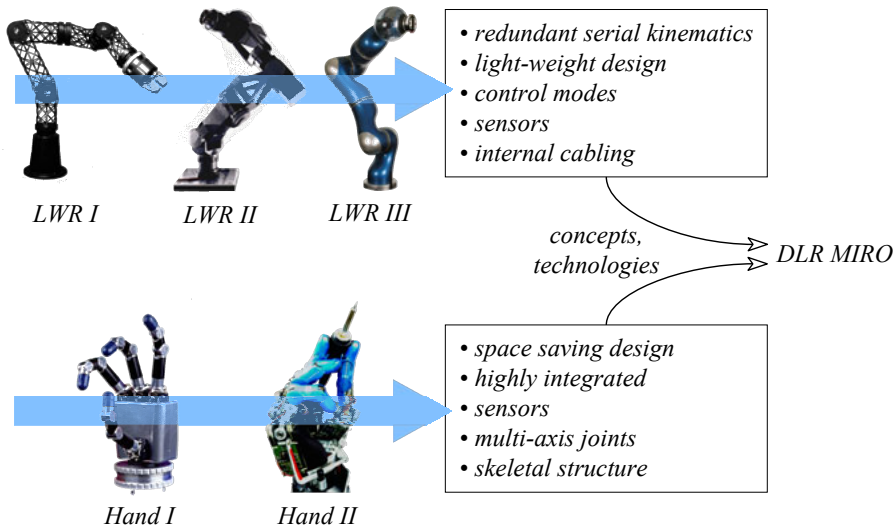 • redundant serial kinematics
• light-weight design
• control modes
• sensors
• internal cabling
LWR I
LWR II
LWR III
concepts,
technologies
DLR MIRO
• space saving design
• highly integrated
• sensors
• multi-axis joints
• skeletal structure
Hand I
Hand II